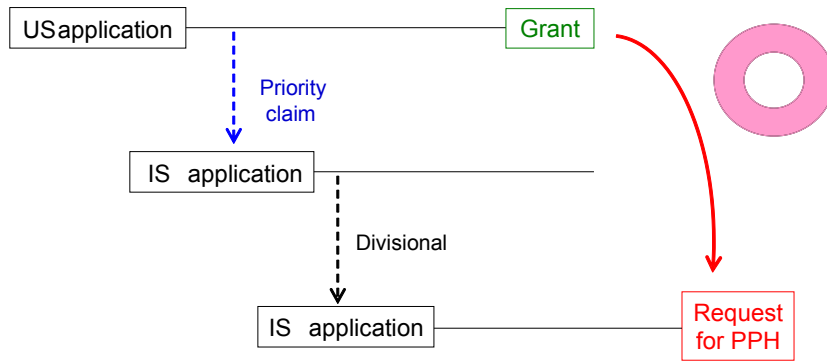 USapplication
Grant
Priority
claim
IS application
Divisional
IS application
Request
for PPH